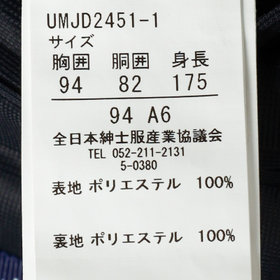 UMJD2451-1
サイズ
胸囲 胴囲 身長
94 82 175
94 A6
全日本紳士服産業協議会
TEL 052-211-2131
5-0380
表地 ポリエステル 100%
裏地 ポリエステル 100%